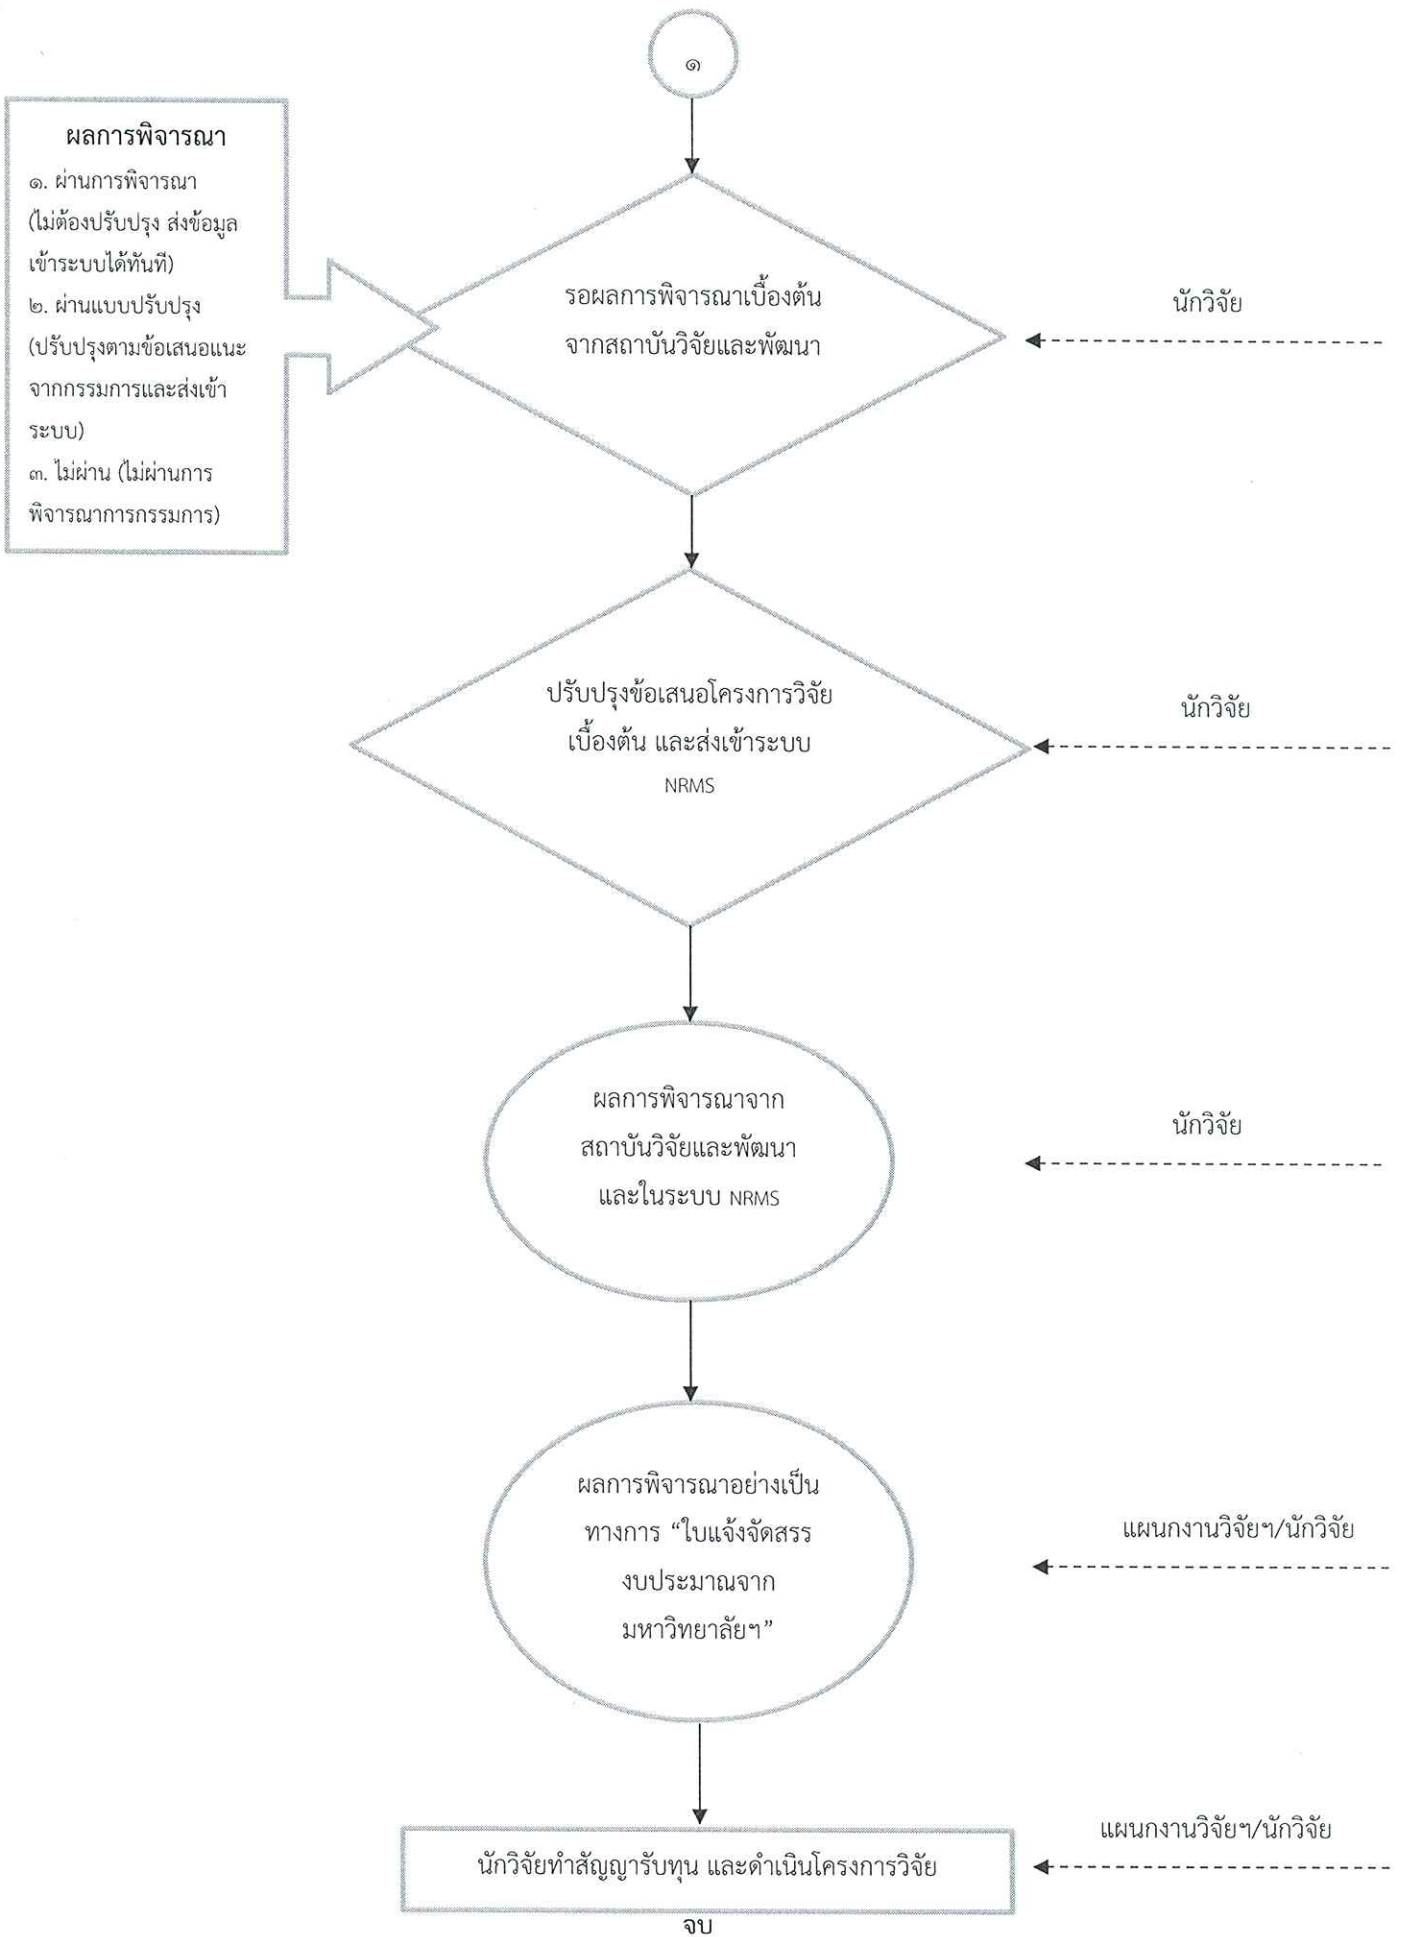 ๑
ผลการพิจารณา
๑. ผ่านการพิจารณา
(ไม่ต้องปรับปรุง ส่งข้อมูล
เข้าระบบได้ทันที)
๒. ผ่านแบบปรับปรุง
(ปรับปรุงตามข้อเสนอแนะ
จากกรรมการและส่งเข้า
ระบบ)
๓. ไม่ผ่าน (ไม่ผ่านการ
พิจารณาการกรรมการ)
รอผลการพิจารณาเบื้องต้น
จากสถาบันวิจัยและพัฒนา
นักวิจัย
ปรับปรุงข้อเสนอโครงการวิจัย
เบื้องต้น และส่งเข้าระบบ
NRMS
นักวิจัย
ผลการพิจารณาจาก
สถาบันวิจัยและพัฒนา
และในระบบ NRMS
นักวิจัย
ผลการพิจารณาอย่างเป็น
ทางการ “ใบแจ้งจัดสรร
งบประมาณจาก
มหาวิทยาลัยฯ”
แผนกงานวิจัยฯ/นักวิจัย
นักวิจัยทำสัญญารับทุน และดำเนินโครงการวิจัย
แผนกงานวิจัยฯ/นักวิจัย
จบ